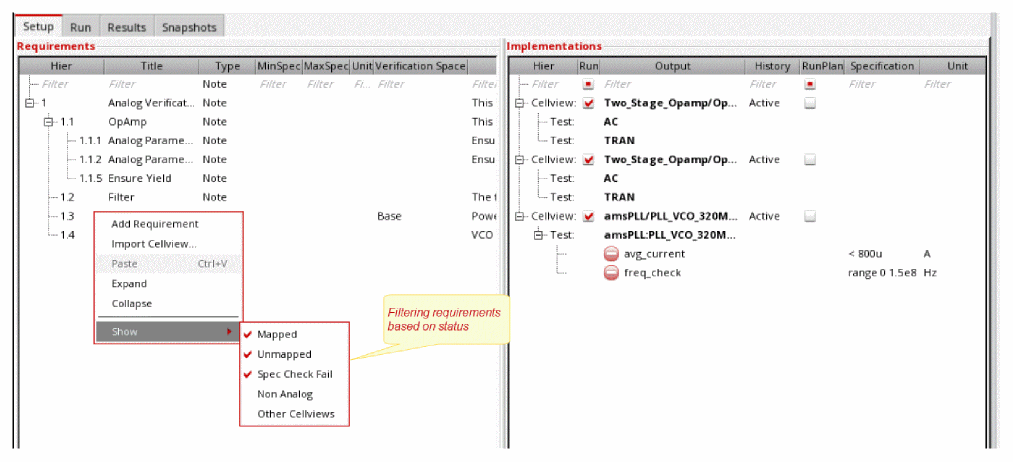 Setup Run Results Snapshots
Requirements
Hier Title Type MinSpec MaxSpec Unit Verification Space
Filter Filter Note Filter Filter Fi... Filter Filter
1 Analog Verificat... Note This
1.1 OpAmp Note This
1.1.1 Analog Parame... Note Ensu
1.1.2 Analog Parame... Note Ensu
1.1.5 Ensure Yield Note
1.2 Filter Note The f
1.3 Base Powe
1.4 VCO
Add Requirement
Import Cellview...
Paste Ctrl+V
Expand
Collapse
Show
Mapped
Unmapped
Spec Check Fail
Non Analog
Other Cellviews
Filtering requirements
based on status
Implementations
Hier Run Output History RunPlan Specification Unit
Filter Filter Filter Filter Filter
Cellview: Two_Stage_Opamp/Op... Active
Test: AC
Test: TRAN
Cellview: Two_Stage_Opamp/Op... Active
Test: AC
Test: TRAN
Cellview: amsPLL/PLL_VCO_320M... Active
Test: amsPLL:PLL_VCO_320M...
avg_current < 800u A
freq_check range 0 1.5e8 Hz